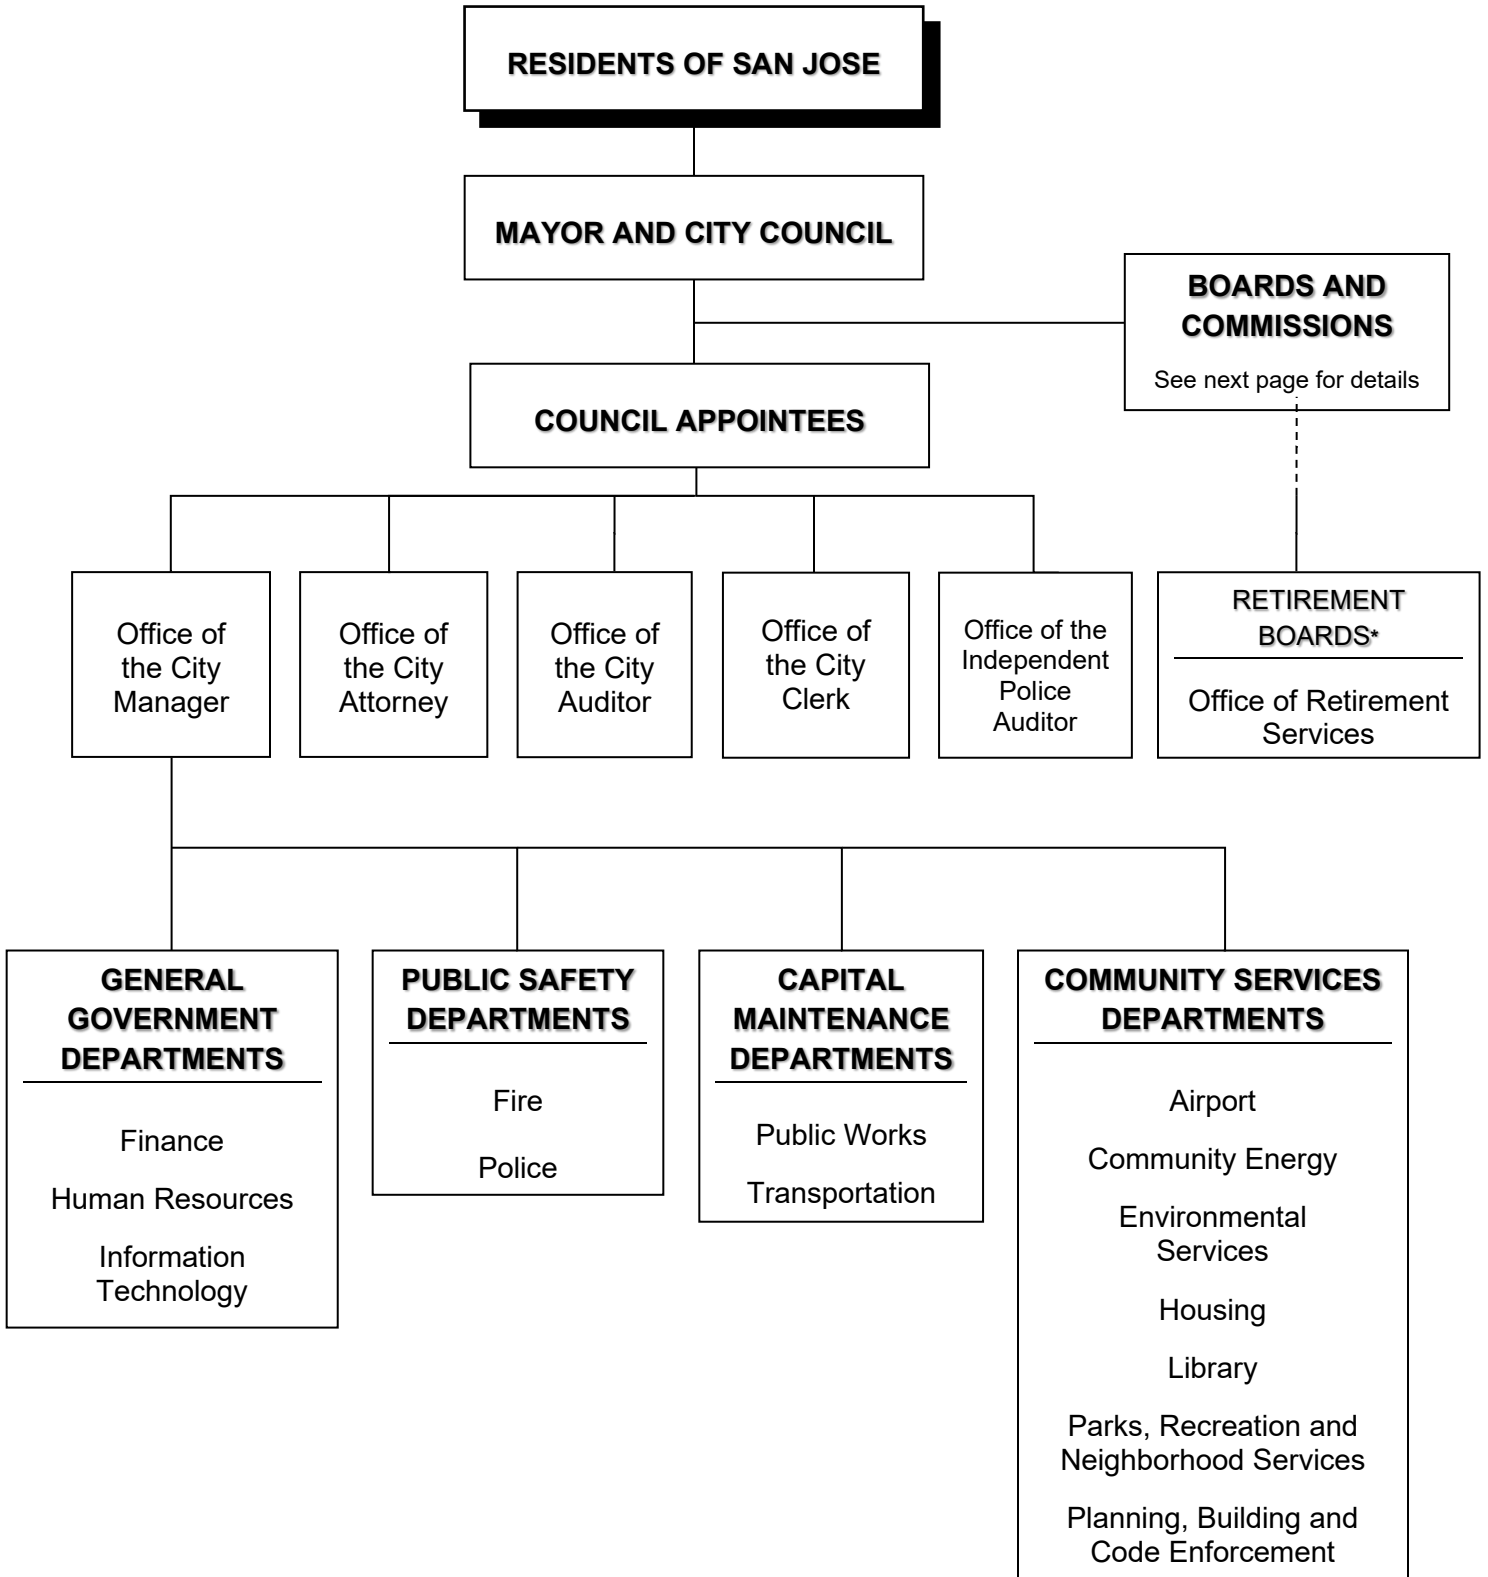 RESIDENTS OF SAN JOSE
MAYOR AND CITY COUNCIL
BOARDS AND
COMMISSIONS
See next page for details
COUNCIL APPOINTEES
Office of
the City
Manager
Office of
the City
Attorney
Office of
the City
Auditor
Office of
the City
Clerk
Office of the
Independent
Police
Auditor
RETIREMENT
BOARDS*
Office of Retirement
Services
GENERAL
GOVERNMENT
DEPARTMENTS
Finance
Human Resources
Information
Technology
PUBLIC SAFETY
DEPARTMENTS
Fire
Police
CAPITAL
MAINTENANCE
DEPARTMENTS
Public Works
Transportation
COMMUNITY SERVICES
DEPARTMENTS
Airport
Community Energy
Environmental
Services
Housing
Library
Parks, Recreation and
Neighborhood Services
Planning, Building and
Code Enforcement